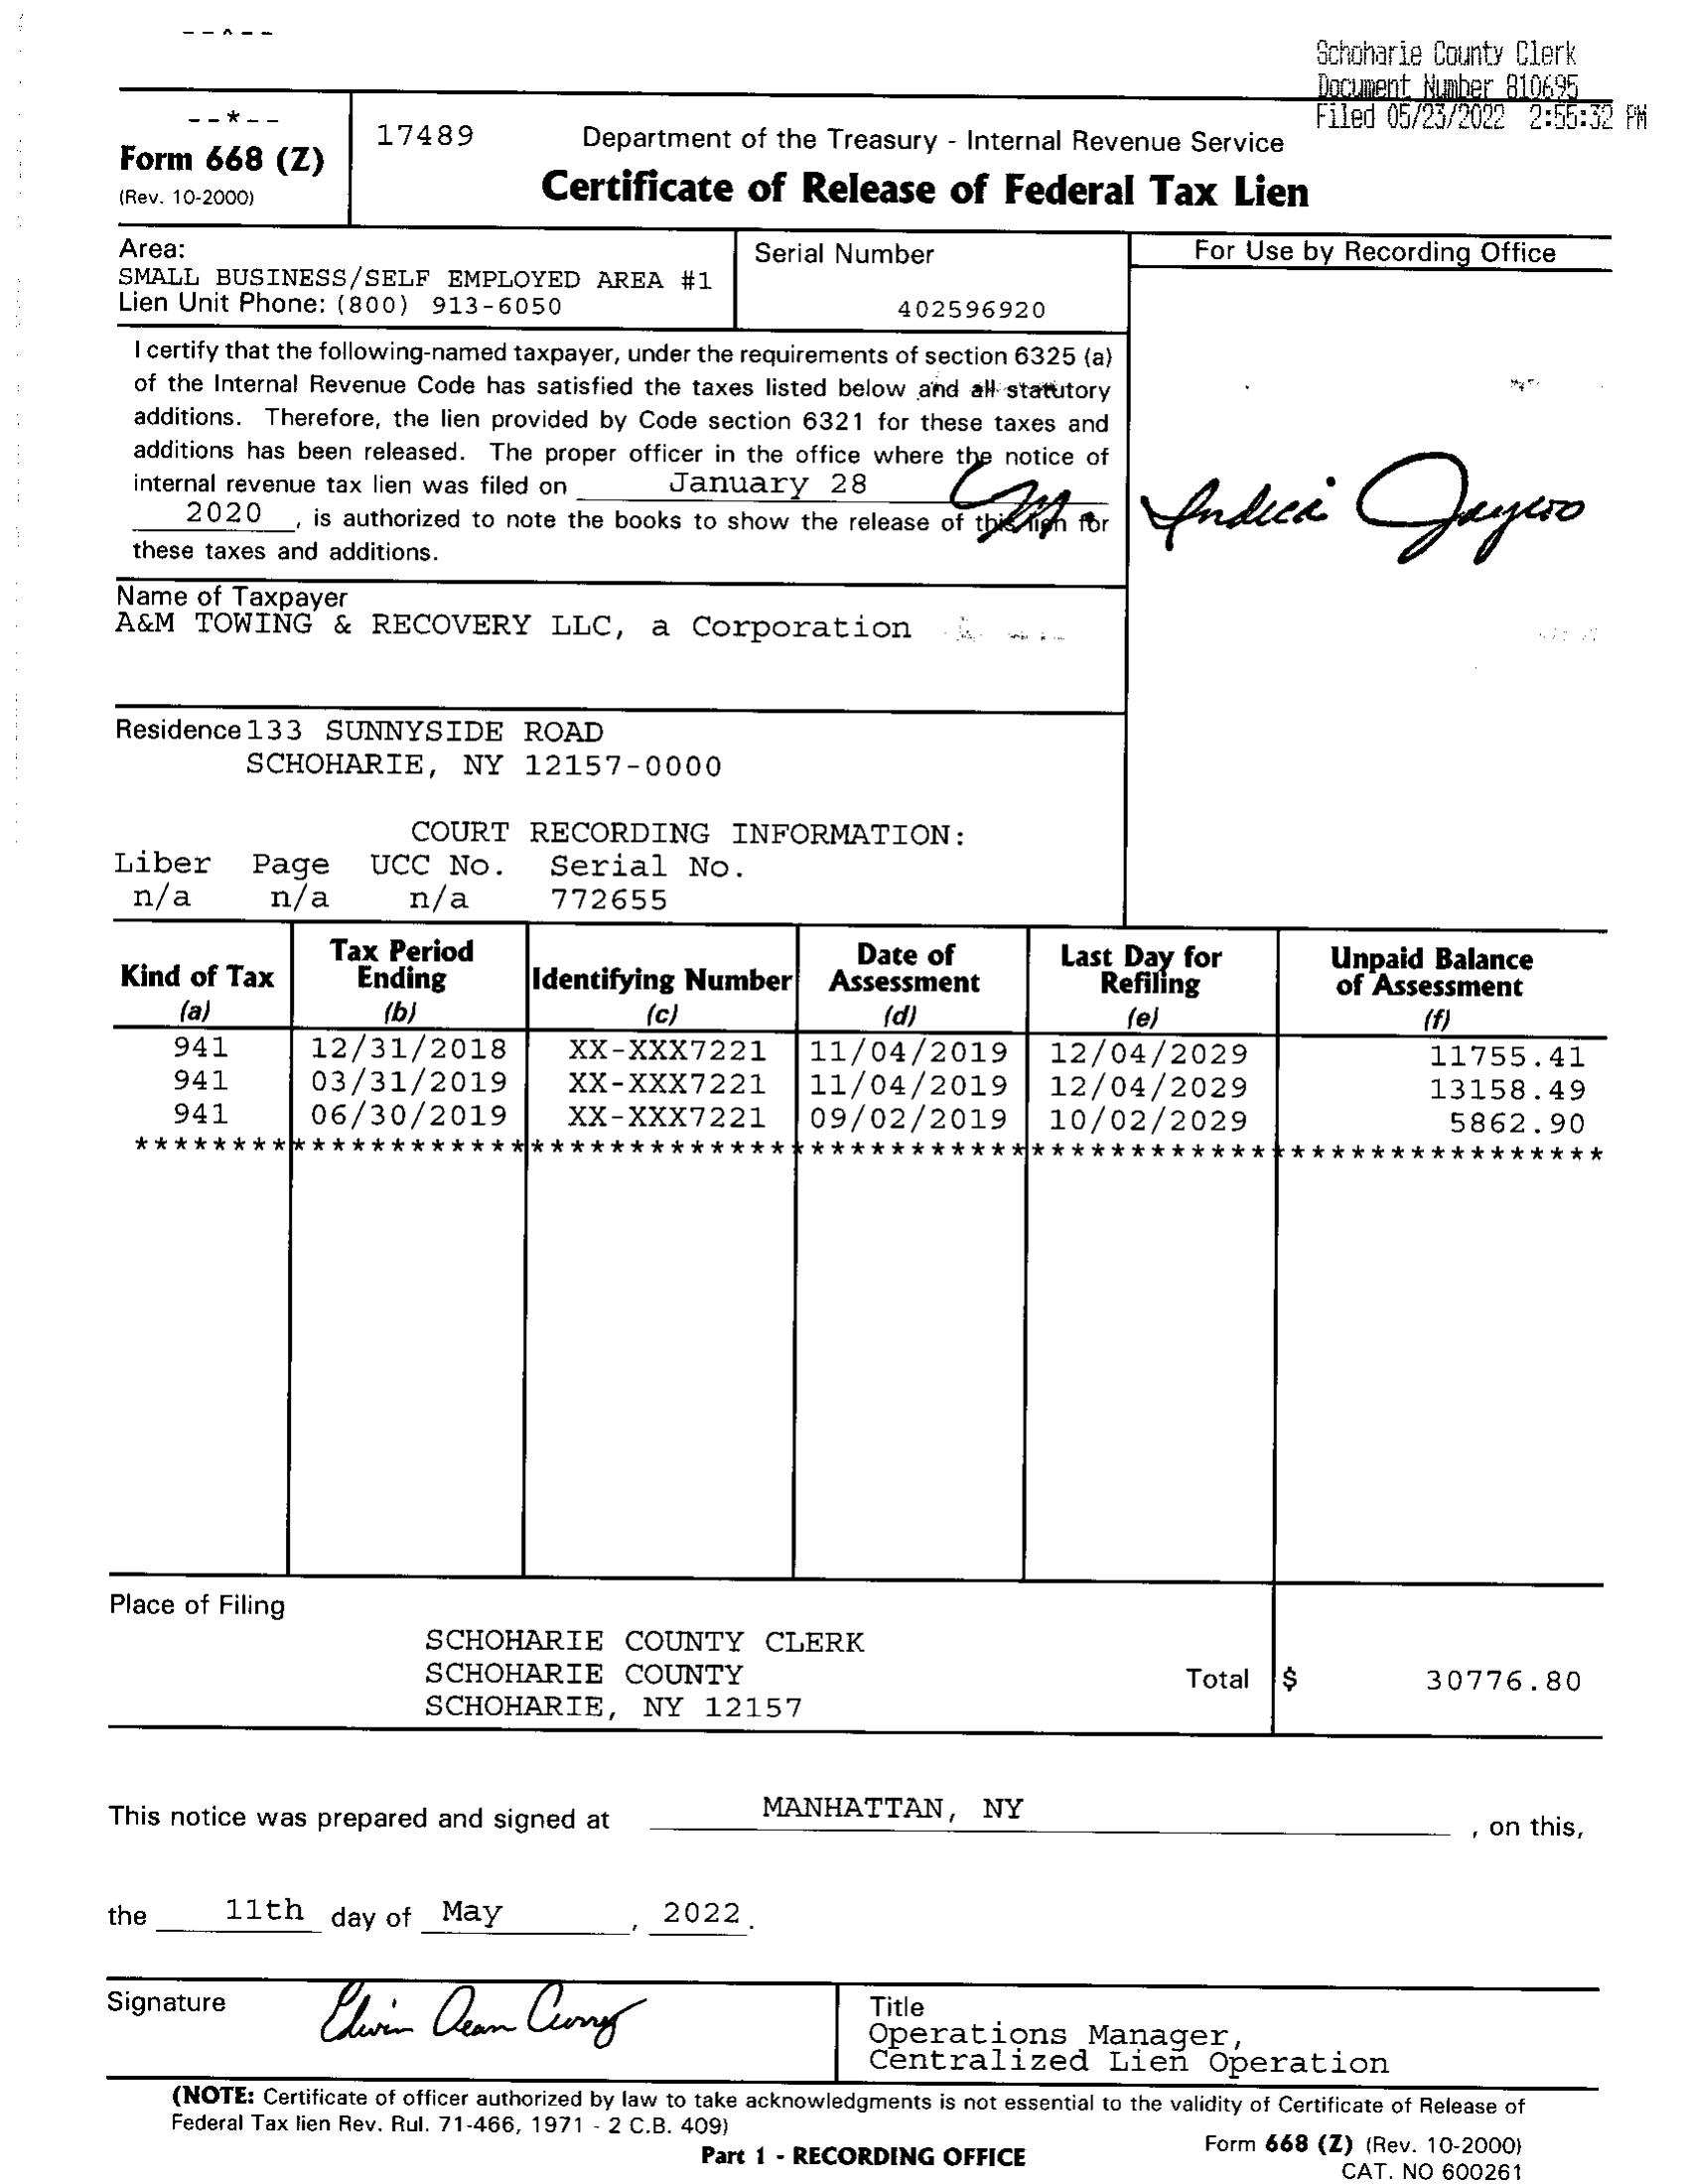 Schoharie County Clerk
Document Number 810695
Filed 05/23/2022 2:55:32 PM
--*--
Form 668 (Z)
(Rev. 10-2000)
17489
Department of the Treasury - Internal Revenue Service
Certificate of Release of Federal Tax Lien
Area:
SMALL BUSINESS/SELF EMPLOYED AREA #1
Lien Unit Phone: (800) 913-6050
Serial Number
402596920
For Use by Recording Office
I certify that the following-named taxpayer, under the requirements of section 6325 (a)
of the Internal Revenue Code has satisfied the taxes listed below and all statutory
additions. Therefore, the lien provided by Code section 6321 for these taxes and
additions has been released. The proper officer in the office where the notice of
internal revenue tax lien was filed on January 28
2020 , is authorized to note the books to show the release of this lien for
these taxes and additions.
Name of Taxpayer
A&M TOWING & RECOVERY LLC, a Corporation
Residence 133 SUNNYSIDE ROAD
SCHOHARIE, NY 12157-0000
COURT RECORDING INFORMATION:
Liber Page UCC No. Serial No.
n/a n/a n/a 772655
Kind of Tax (a) Tax Period Ending (b) Identifying Number (c) Date of Assessment (d) Last Day for Refiling (e) Unpaid Balance of Assessment (f)
941 12/31/2018 XX-XXX7221 11/04/2019 12/04/2029 11755.41
941 03/31/2019 XX-XXX7221 11/04/2019 12/04/2029 13158.49
941 06/30/2019 XX-XXX7221 09/02/2019 10/02/2029 5862.90
**************************************************************************
Place of Filing
SCHOHARIE COUNTY CLERK
SCHOHARIE COUNTY
SCHOHARIE, NY 12157
Total $ 30776.80
This notice was prepared and signed at MANHATTAN, NY , on this,
the 11th day of May , 2022.
Signature
Title
Operations Manager,
Centralized Lien Operation
(NOTE: Certificate of officer authorized by law to take acknowledgments is not essential to the validity of Certificate of Release of
Federal Tax lien Rev. Rul. 71-466, 1971 - 2 C.B. 409)
Part 1 - RECORDING OFFICE
Form 668 (Z) (Rev. 10-2000)
CAT. NO 600261